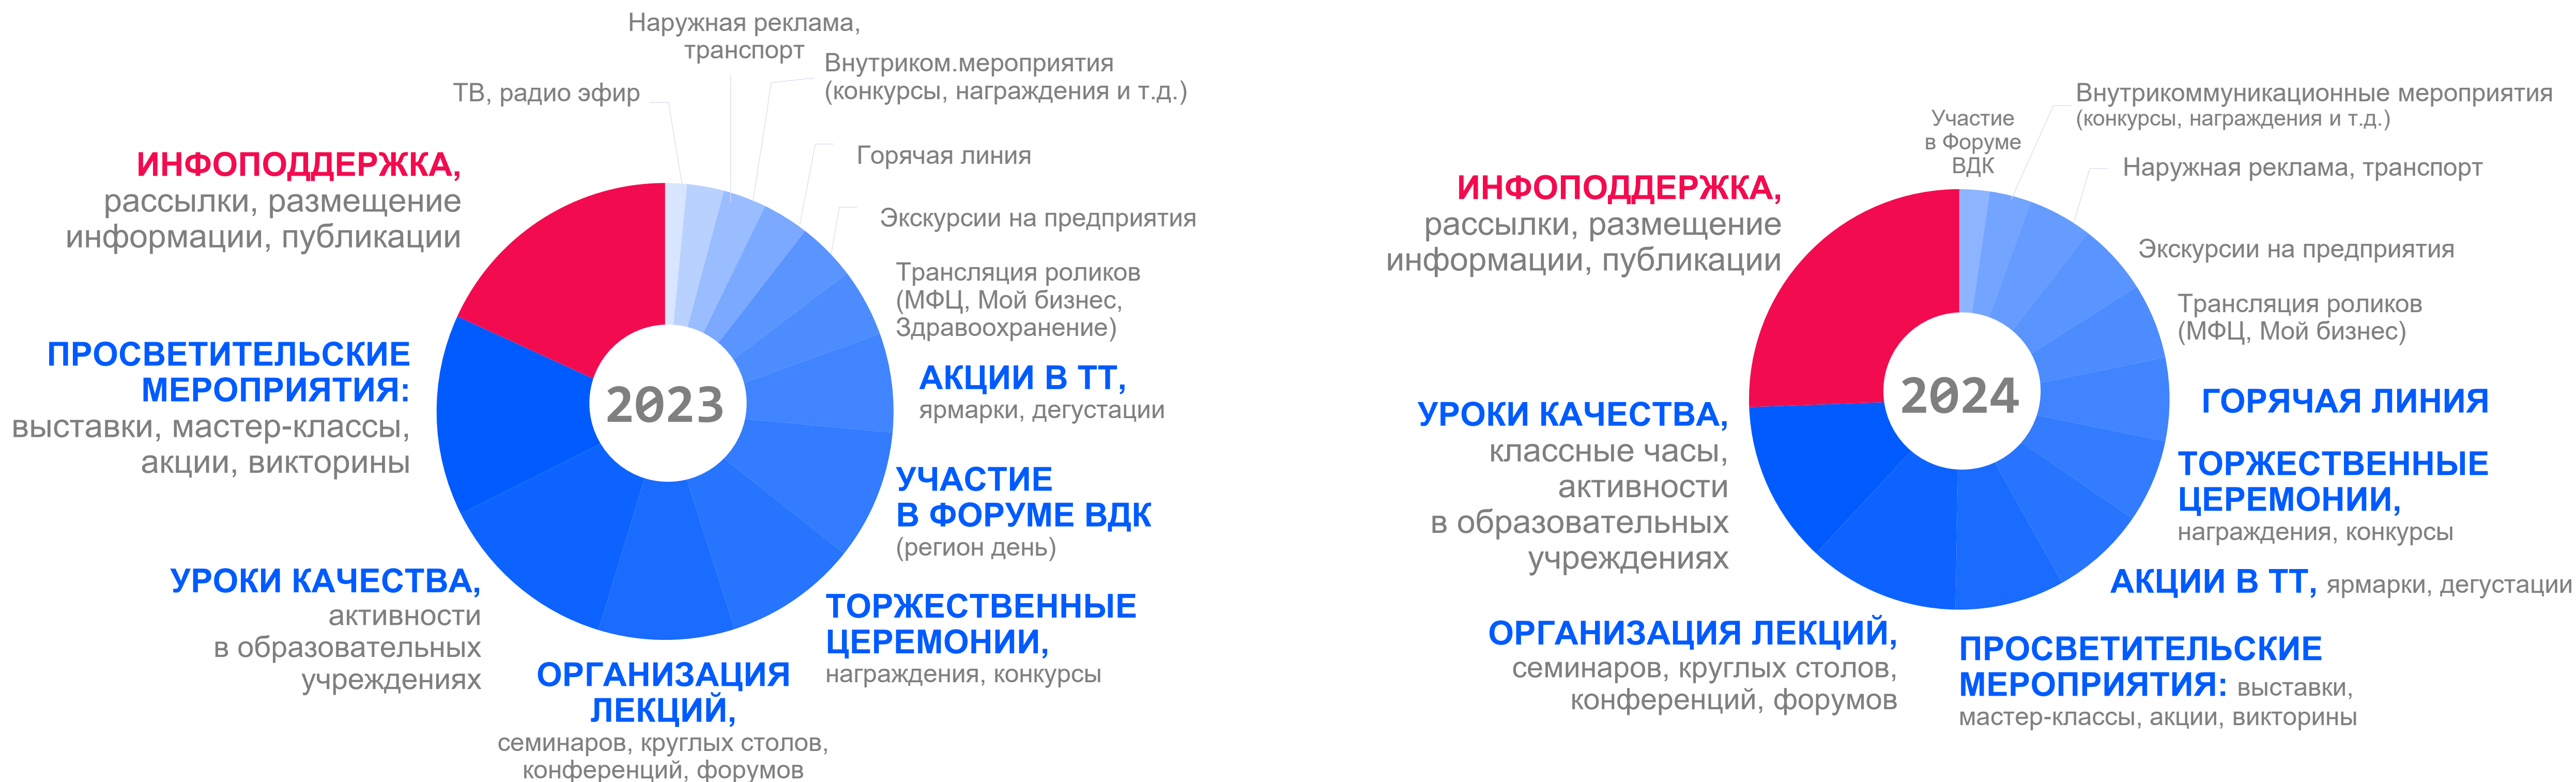 Наружная реклама,
транспорт
ТВ, радио эфир
Внутриком.мероприятия
(конкурсы, награждения и т.д.)
Горячая линия
Экскурсии на предприятия
Трансляция роликов
(МФЦ, Мой бизнес,
Здравоохранение)
АКЦИИ В ТТ,
ярмарки, дегустации
УЧАСТИЕ
В ФОРУМЕ ВДК
(регион день)
ТОРЖЕСТВЕННЫЕ
ЦЕРЕМОНИИ,
награждения, конкурсы
ОРГАНИЗАЦИЯ
ЛЕКЦИЙ,
семинаров, круглых столов,
конференций, форумов
УРОКИ КАЧЕСТВА,
активности
в образовательных
учреждениях
ПРОСВЕТИТЕЛЬСКИЕ
МЕРОПРИЯТИЯ:
выставки, мастер-классы,
акции, викторины
ИНФОПОДДЕРЖКА,
рассылки, размещение
информации, публикации
2023
Участие
в Форуме
ВДК
Внутрикоммуникационные мероприятия
(конкурсы, награждения и т.д.)
Наружная реклама, транспорт
Экскурсии на предприятия
Трансляция роликов
(МФЦ, Мой бизнес)
ГОРЯЧАЯ ЛИНИЯ
ТОРЖЕСТВЕННЫЕ
ЦЕРЕМОНИИ,
награждения, конкурсы
АКЦИИ В ТТ, ярмарки, дегустации
ПРОСВЕТИТЕЛЬСКИЕ
МЕРОПРИЯТИЯ: выставки,
мастер-классы, акции, викторины
ОРГАНИЗАЦИЯ ЛЕКЦИЙ,
семинаров, круглых столов,
конференций, форумов
УРОКИ КАЧЕСТВА,
классные часы,
активности
в образовательных
учреждениях
ИНФОПОДДЕРЖКА,
рассылки, размещение
информации, публикации
2024